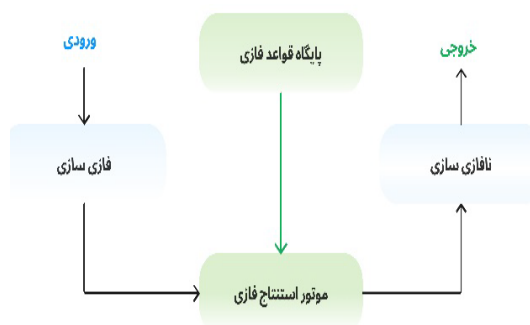 ورودی
پایگاه قواعد فازی
خروجی
فازی سازی
نافازی سازی
موتور استنتاج فازی